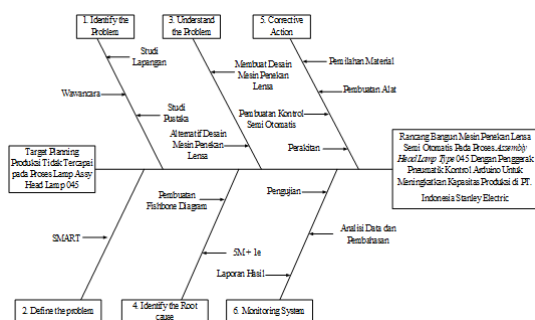 1. Identify the
Problem
3. Understand
the Problem
5. Corrective
Action
Studi
Lapangan
Wawancara
Studi
Pustaka
Membuat Desain
Mesin Penekan
Lensa
Alternatif Desain
Mesin Penekan
Lensa
Pemilahan Material
Pembuatan Alat
Pembuatan Kontrol
Semi Otomatis
Perakitan
Target Planning
Produksi Tidak Tercapai
pada Proses Lamp Assy
Head Lamp 045
Rancang Bangun Mesin Penekan Lensa
Semi Otomatis Pada Proses Assembly
Head Lamp Type 045 Dengan Penggerak
Pneumatik Kontrol Arduino Untuk
Meningkatkan Kapasitas Produksi di PT.
Indonesia Stanley Electric
SMART
Pembuatan
Fishbone Diagram
5M + 1e
Pengujian
Analisi Data dan
Pembahasan
Laporan Hasil
2. Define the problem
4. Identify the Root
cause
6. Monitoring System